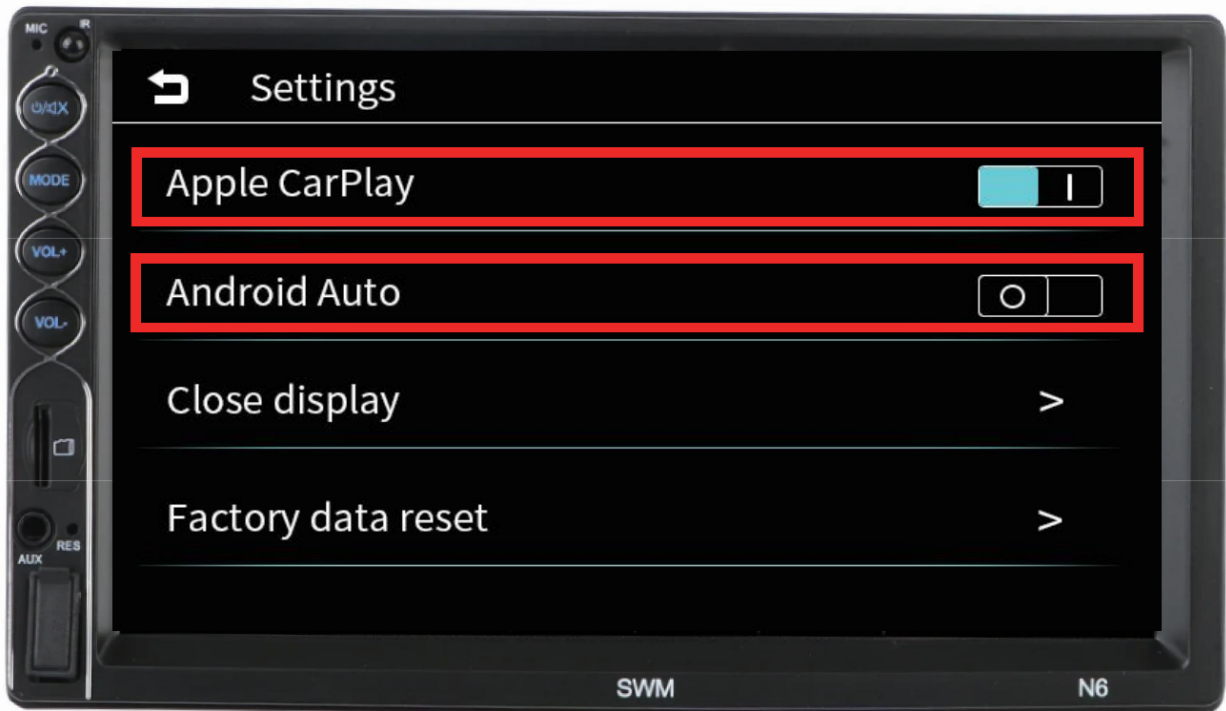 MIC
IR
Settings
⏻/🔇
MODE
VOL+
VOL-
RES
AUX
Apple CarPlay
Android Auto
Close display
>
Factory data reset
>
SWM
N6